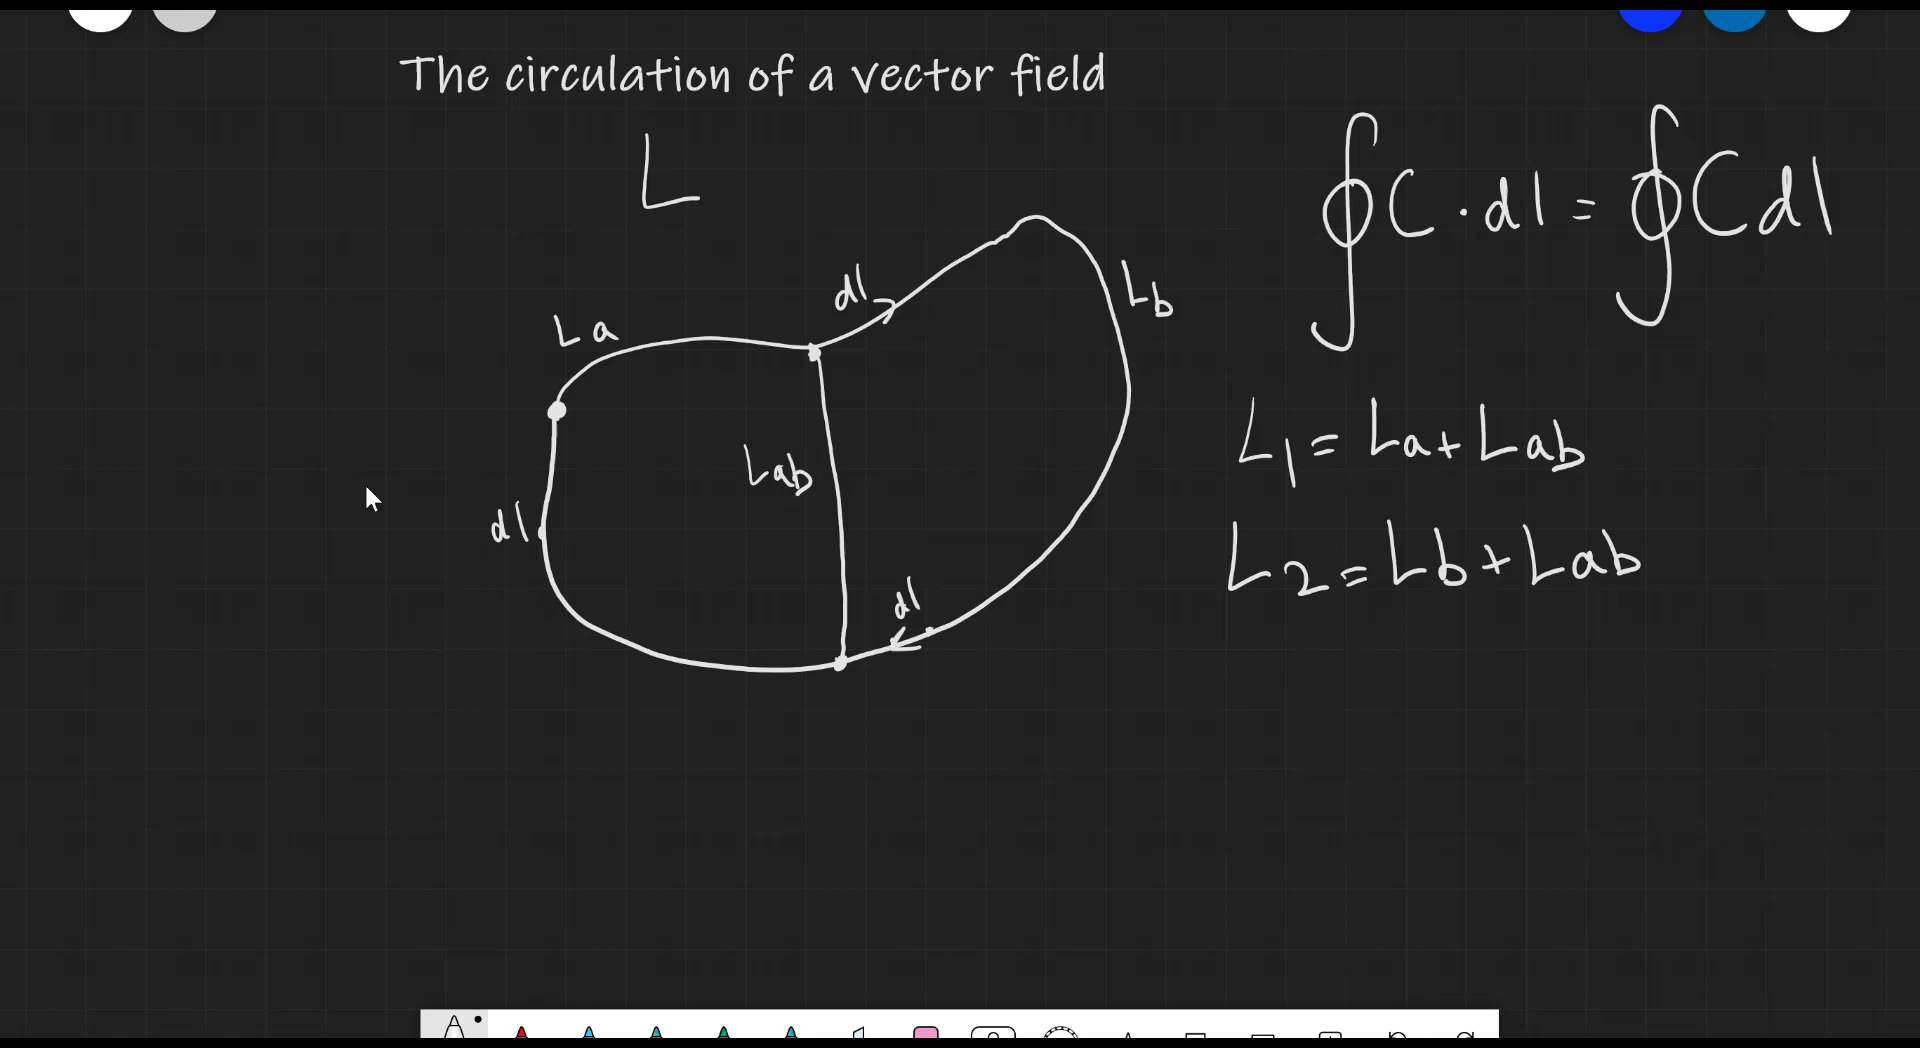 The circulation of a vector field
L
∮C·dl = ∮Cdl
dl
Lb
La
L1 = La + Lab
Lab
dl
L2 = Lb + Lab
dl